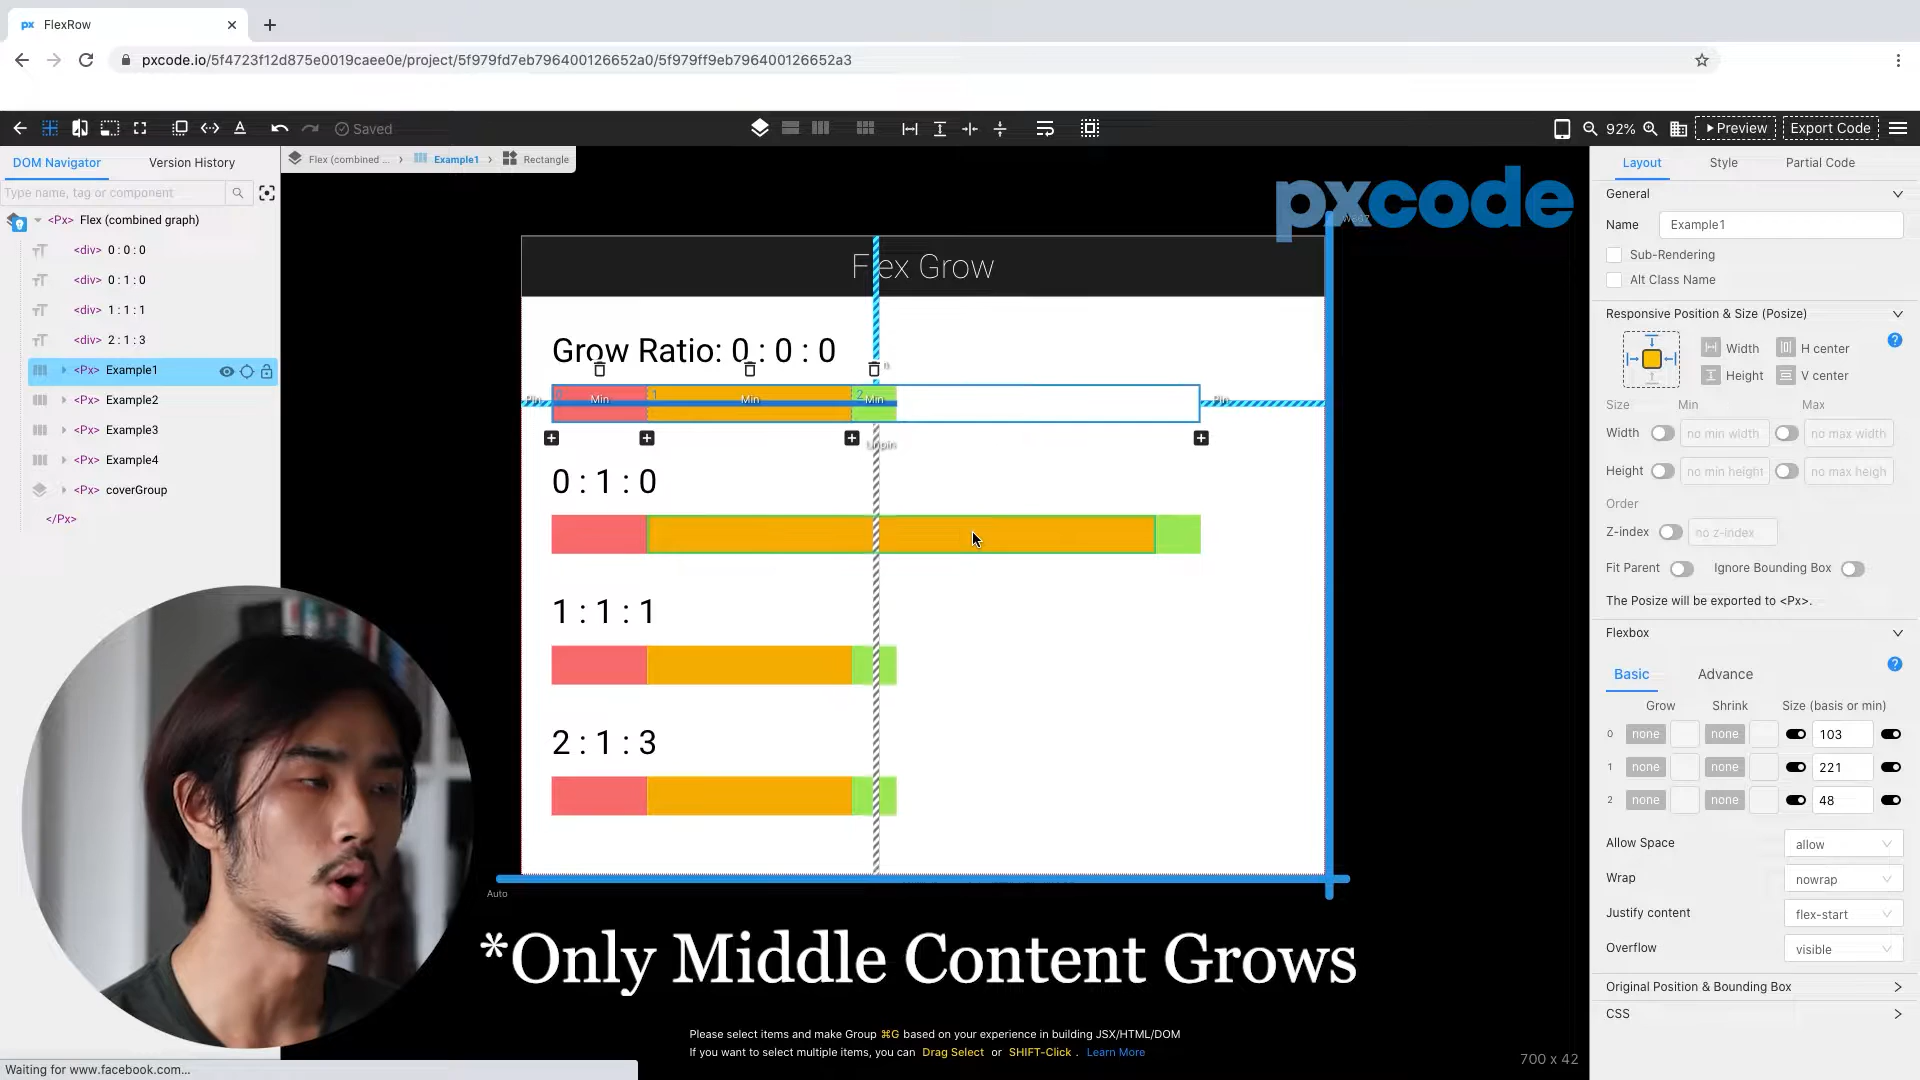 px FlexRow
pxcode.io/5f4723f12d875e0019caee0e/project/5f979fd7eb796400126652a0/5f979ff9eb796400126652a3
Saved
92%
Preview
Export Code
DOM Navigator
Version History
Flex (combined ...
Example1
Rectangle
Layout
Style
Partial Code
Type name, tag or component
<Px> Flex (combined graph)
<div> 0 : 0 : 0
<div> 0 : 1 : 0
<div> 1 : 1 : 1
<div> 2 : 1 : 3
<Px> Example1
<Px> Example2
<Px> Example3
<Px> Example4
<Px> coverGroup
</Px>
pxcode
Flex Grow
Grow Ratio: 0 : 0 : 0
Pin
1
2
Min
Min
Min
Pin
Unpin
0 : 1 : 0
1 : 1 : 1
2 : 1 : 3
Auto
*Only Middle Content Grows
Please select items and make Group ⌘G based on your experience in building JSX/HTML/DOM
If you want to select multiple items, you can Drag Select or SHIFT-Click . Learn More
700 x 42
General
Name Example1
Sub-Rendering
Alt Class Name
Responsive Position & Size (Posize)
Width
H center
Height
V center
Size
Min
Max
Width
no min width
no max width
Height
no min height
no max heigh
Order
Z-index
no z-index
Fit Parent
Ignore Bounding Box
The Posize will be exported to <Px>.
Flexbox
Basic
Advance
Grow
Shrink
Size (basis or min)
0 none none 103
1 none none 221
2 none none 48
Allow Space allow
Wrap nowrap
Justify content flex-start
Overflow visible
Original Position & Bounding Box
CSS
Waiting for www.facebook.com...